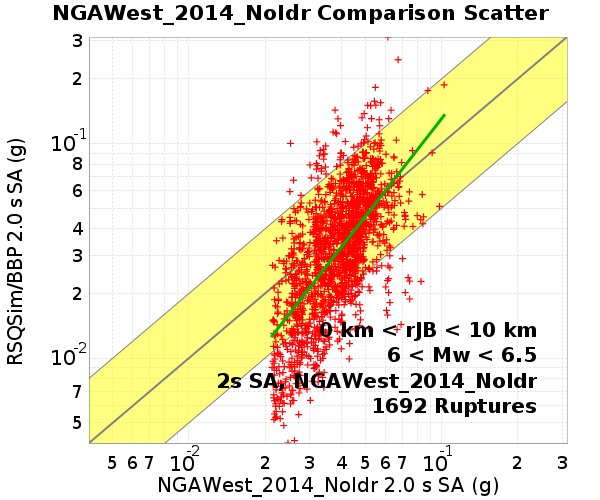 NGAWest_2014_NoIdr Comparison Scatter
RSQSim/BBP 2.0 s SA (g)
3
2
10-1
8
6
4
3
2
10-2
7
5
0 km < rJB < 10 km
6 < Mw < 6.5
2s SA, NGAWest_2014_NoIdr
1692 Ruptures
5 6 7 10-2 2 3 4 5 6 7 10-1 2 3
NGAWest_2014_NoIdr 2.0 s SA (g)